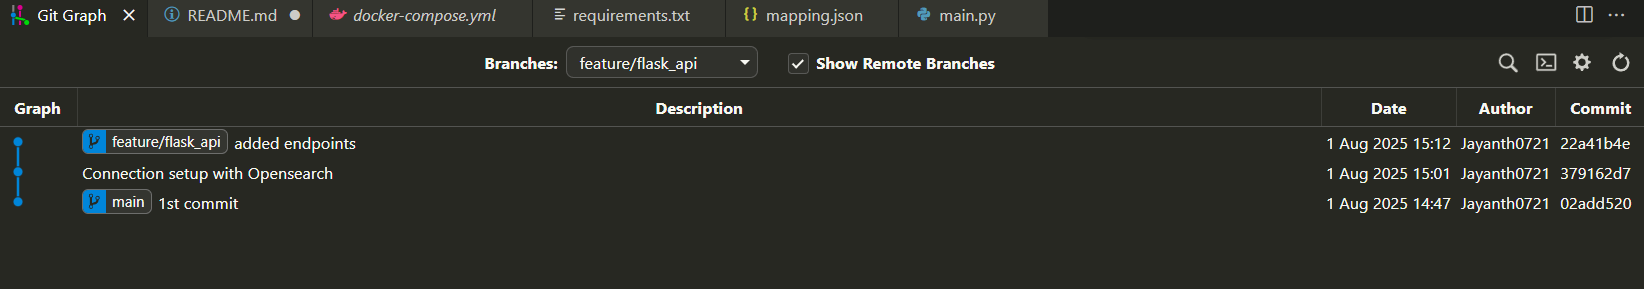 Git Graph README.md docker-compose.yml requirements.txt mapping.json main.py
Branches: feature/flask_api Show Remote Branches
Graph Description Date Author Commit
feature/flask_api added endpoints 1 Aug 2025 15:12 Jayanth0721 22a41b4e
Connection setup with Opensearch 1 Aug 2025 15:01 Jayanth0721 379162d7
main 1st commit 1 Aug 2025 14:47 Jayanth0721 02add520